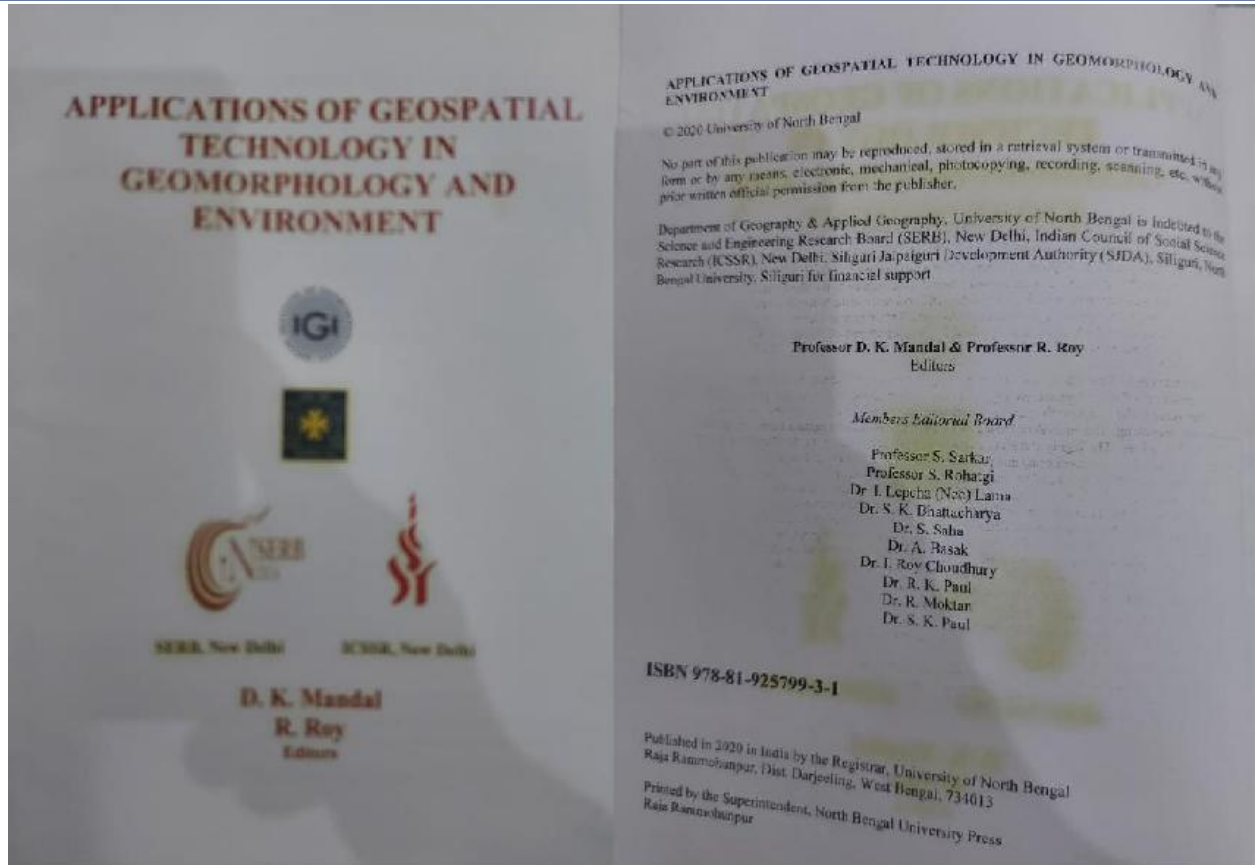 APPLICATIONS OF GEOSPATIAL
TECHNOLOGY IN
GEOMORPHOLOGY AND
ENVIRONMENT
IGI
SERB
SERB, New Delhi
ICSSR, New Delhi
D. K. Mandal
R. Roy
Editors
APPLICATIONS OF GEOSPATIAL TECHNOLOGY IN GEOMORPHOLOGY AND
ENVIRONMENT
© 2020 University of North Bengal
No part of this publication may be reproduced, stored in a retrieval system or transmitted in any
form or by any means, electronic, mechanical, photocopying, recording, scanning, etc. without
prior written official permission from the publisher.
Department of Geography & Applied Geography, University of North Bengal is indebted to the
Science and Engineering Research Board (SERB), New Delhi, Indian Council of Social Science
Research (ICSSR), New Delhi, Siliguri Jalpaiguri Development Authority (SJDA), Siliguri, North
Bengal University, Siliguri for financial support
Professor D. K. Mandal & Professor R. Roy
Editors
Members Editorial Board
Professor S. Sarkar
Professor S. Rohatgi
Dr I. Lepcha (Nee) Lama
Dr. S. K. Bhattacharya
Dr. S. Saha
Dr. A. Basak
Dr. I. Roy Choudhury
Dr. R. K. Paul
Dr. R. Moktan
Dr. S. K. Paul
ISBN 978-81-925799-3-1
Published in 2020 in India by the Registrar, University of North Bengal
Raja Rammohunpur, Dist. Darjeeling, West Bengal, 734013
Printed by the Superintendent, North Bengal University Press
Raja Rammohunpur